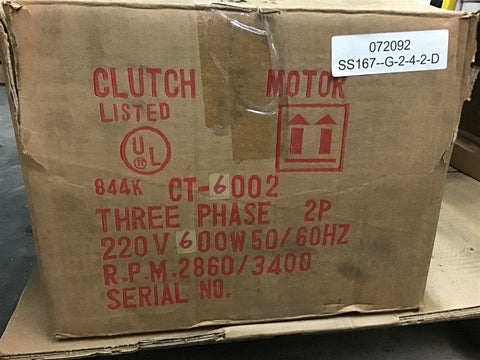 072092
SS167--G-2-4-2-D
CLUTCH MOTOR
LISTED
UL
®
844K CT-6002
THREE PHASE 2P
220V 600W 50/60HZ
R.P.M. 2860/3400
SERIAL NO.